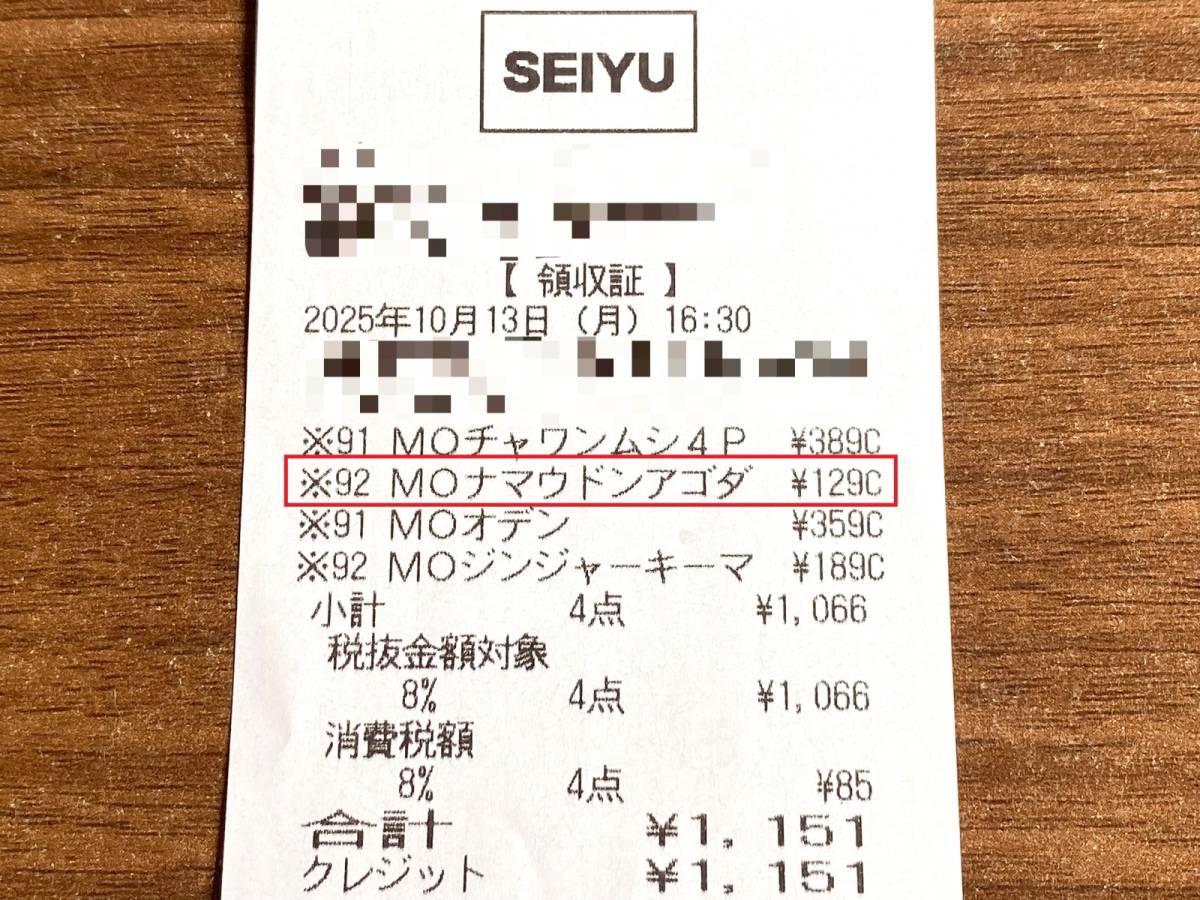 SEIYU
【 領収証 】
2025年10月13日 (月) 16:30
※91 MOチャワンムシ4P ¥389C
※92 MOナマウドンアゴダ ¥129C
※91 MOオデン ¥359C
※92 MOジンジャーキーマ ¥189C
小計 4点 ¥1,066
税抜金額対象
8% 4点 ¥1,066
消費税額
8% 4点 ¥85
合計 ¥1,151
クレジット ¥1,151